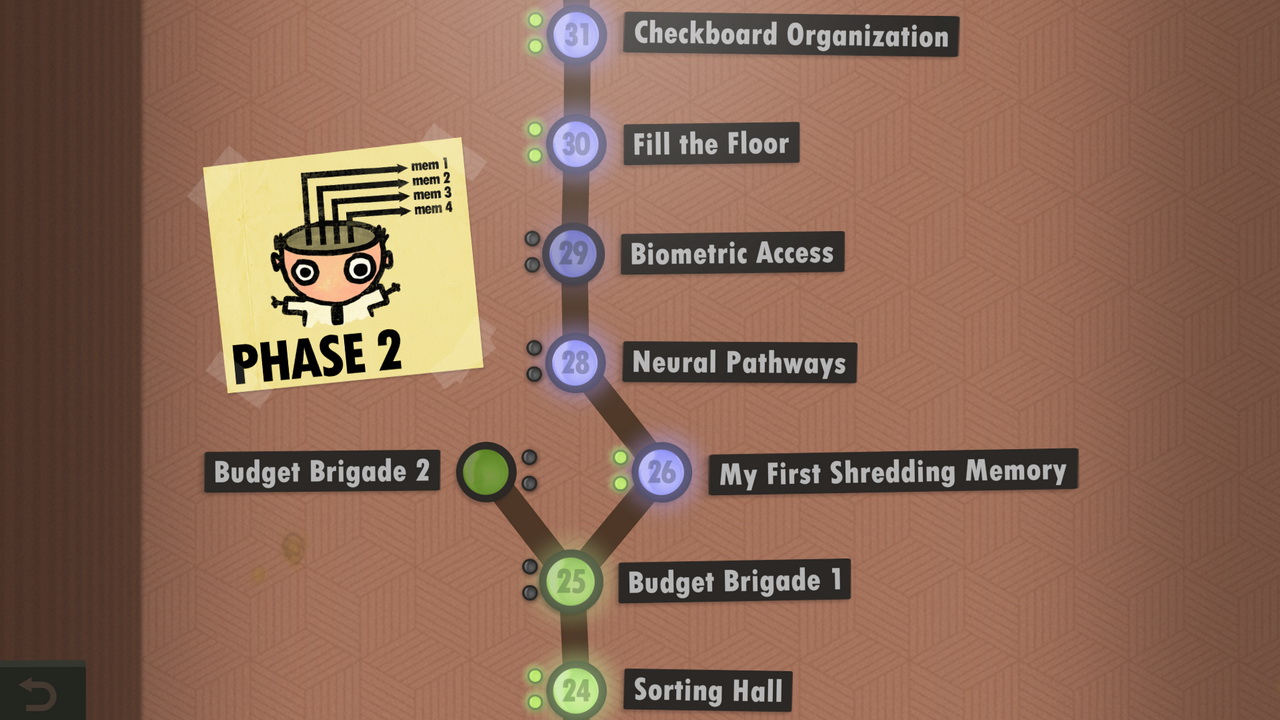 31
Checkboard Organization
30
Fill the Floor
mem 1
mem 2
mem 3
mem 4
PHASE 2
29
Biometric Access
28
Neural Pathways
Budget Brigade 2
26
My First Shredding Memory
25
Budget Brigade 1
24
Sorting Hall